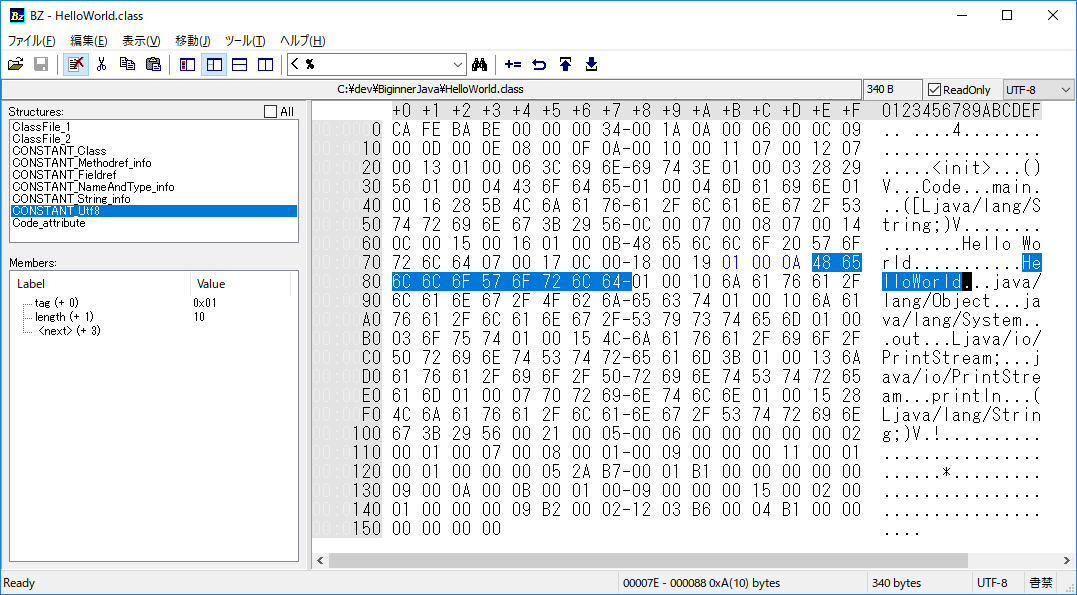 BZ - HelloWorld.class
ファイル(F) 編集(E) 表示(V) 移動(J) ツール(T) ヘルプ(H)
< %
C:¥dev¥BiginnerJava¥HelloWorld.class 340 B ReadOnly UTF-8
Structures: All
ClassFile_1
ClassFile_2
CONSTANT_Class
CONSTANT_Methodref_info
CONSTANT_Fieldref
CONSTANT_NameAndType_info
CONSTANT_String_info
CONSTANT_Utf8
Code_attribute
Members:
Label Value
tag (+ 0) 0x01
length (+ 1) 10
<next> (+ 3)
+0 +1 +2 +3 +4 +5 +6 +7 +8 +9 +A +B +C +D +E +F 0123456789ABCDEF
0 CA FE BA BE 00 00 00 34-00 1A 0A 00 06 00 0C 09 .. ....4........
10 00 0D 00 0E 08 00 0F 0A-00 10 00 11 07 00 12 07 ................
20 00 13 01 00 06 3C 69 6E-69 74 3E 01 00 03 28 29 .....<init>...()
30 56 01 00 04 43 6F 64 65-01 00 04 6D 61 69 6E 01 V...Code...main.
40 00 16 28 5B 4C 6A 61 76-61 2F 6C 61 6E 67 2F 53 ..([Ljava/lang/S
50 74 72 69 6E 67 3B 29 56-0C 00 07 00 08 07 00 14 tring;)V........
60 0C 00 15 00 16 01 00 0B-48 65 6C 6C 6F 20 57 6F ........Hello Wo
70 72 6C 64 07 00 17 0C 00-18 00 19 01 00 0A 48 65 rld...........He
80 6C 6C 6F 57 6F 72 6C 64-01 00 10 6A 61 76 61 2F lloWorld...java/
90 6C 61 6E 67 2F 4F 62 6A-65 63 74 01 00 10 6A 61 lang/Object...ja
A0 76 61 2F 6C 61 6E 67 2F-53 79 73 74 65 6D 01 00 va/lang/System..
B0 03 6F 75 74 01 00 15 4C-6A 61 76 61 2F 69 6F 2F .out...Ljava/io/
C0 50 72 69 6E 74 53 74 72-65 61 6D 3B 01 00 13 6A PrintStream;...j
D0 61 76 61 2F 69 6F 2F 50-72 69 6E 74 53 74 72 65 ava/io/PrintStre
E0 61 6D 01 00 07 70 72 69-6E 74 6C 6E 01 00 15 28 am...println...(
F0 4C 6A 61 76 61 2F 6C 61-6E 67 2F 53 74 72 69 6E Ljava/lang/Strin
100 67 3B 29 56 00 21 00 05-00 06 00 00 00 00 00 02 g;)V.!..........
110 00 01 00 07 00 08 00 01-00 09 00 00 00 11 00 01 ................
120 00 01 00 00 00 05 2A B7-00 01 B1 00 00 00 00 00 ......*.........
130 09 00 0A 00 0B 00 01 00-09 00 00 00 15 00 02 00 ................
140 01 00 00 00 09 B2 00 02-12 03 B6 00 04 B1 00 00 ................
150 00 00 00 00 ....
Ready 00007E - 000088 0xA(10) bytes 340 bytes UTF-8 書禁